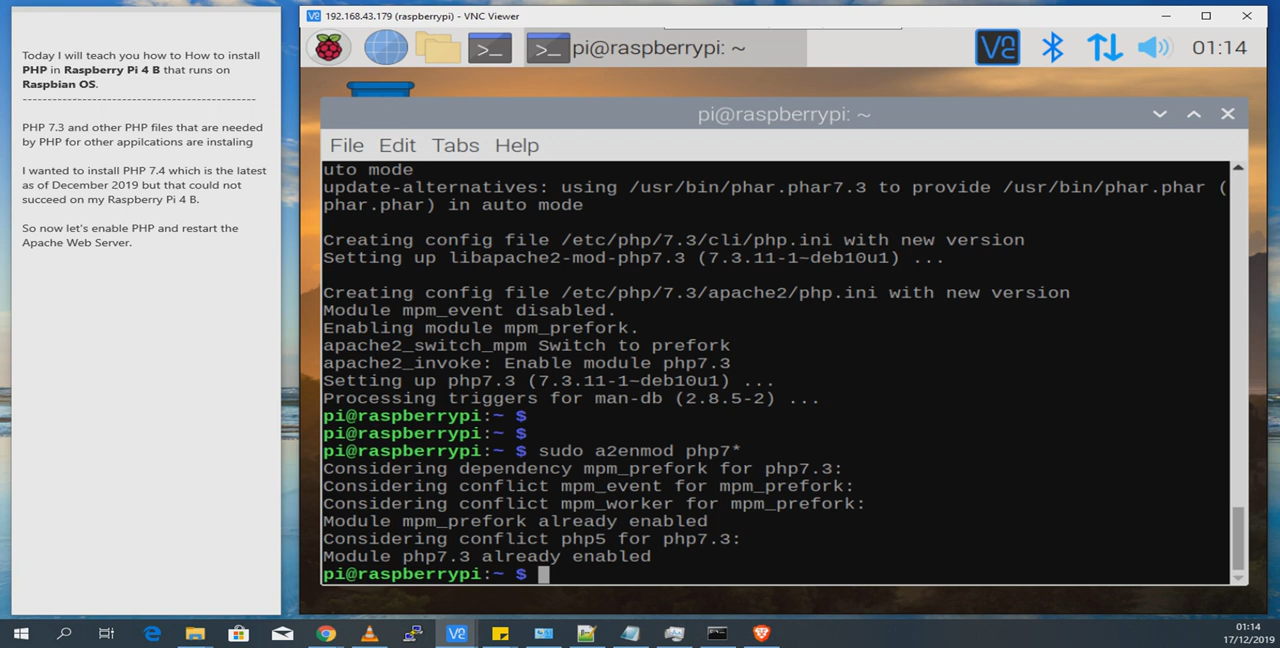 Today I will teach you how to How to install
PHP in Raspberry Pi 4 B that runs on
Raspbian OS.
-----------------------------------------------
PHP 7.3 and other PHP files that are needed
by PHP for other appilcations are instaling
I wanted to install PHP 7.4 which is the latest
as of December 2019 but that could not
succeed on my Raspberry Pi 4 B.
So now let's enable PHP and restart the
Apache Web Server.
192.168.43.179 (raspberrypi) - VNC Viewer
pi@raspberrypi: ~
01:14
pi@raspberrypi: ~
File Edit Tabs Help
uto mode
update-alternatives: using /usr/bin/phar.phar7.3 to provide /usr/bin/phar.phar (
phar.phar) in auto mode
Creating config file /etc/php/7.3/cli/php.ini with new version
Setting up libapache2-mod-php7.3 (7.3.11-1~deb10u1) ...
Creating config file /etc/php/7.3/apache2/php.ini with new version
Module mpm_event disabled.
Enabling module mpm_prefork.
apache2_switch_mpm Switch to prefork
apache2_invoke: Enable module php7.3
Setting up php7.3 (7.3.11-1~deb10u1) ...
Processing triggers for man-db (2.8.5-2) ...
pi@raspberrypi:~ $
pi@raspberrypi:~ $
pi@raspberrypi:~ $ sudo a2enmod php7*
Considering dependency mpm_prefork for php7.3:
Considering conflict mpm_event for mpm_prefork:
Considering conflict mpm_worker for mpm_prefork:
Module mpm_prefork already enabled
Considering conflict php5 for php7.3:
Module php7.3 already enabled
pi@raspberrypi:~ $
01:14
17/12/2019